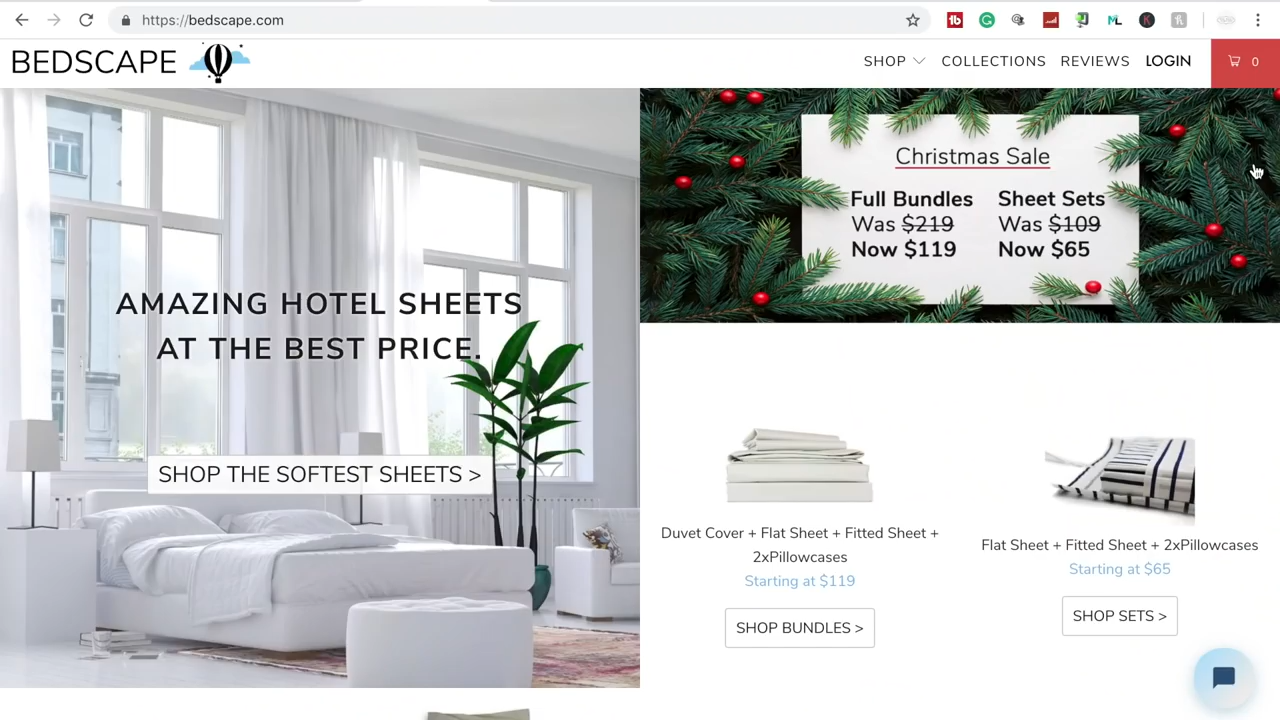 https://bedscape.com
BEDSCAPE
SHOP
COLLECTIONS
REVIEWS
LOGIN
0
AMAZING HOTEL SHEETS
AT THE BEST PRICE.
SHOP THE SOFTEST SHEETS >
Christmas Sale
Full Bundles
Was $219
Now $119
Sheet Sets
Was $109
Now $65
Duvet Cover + Flat Sheet + Fitted Sheet +
2xPillowcases
Starting at $119
SHOP BUNDLES >
Flat Sheet + Fitted Sheet + 2xPillowcases
Starting at $65
SHOP SETS >